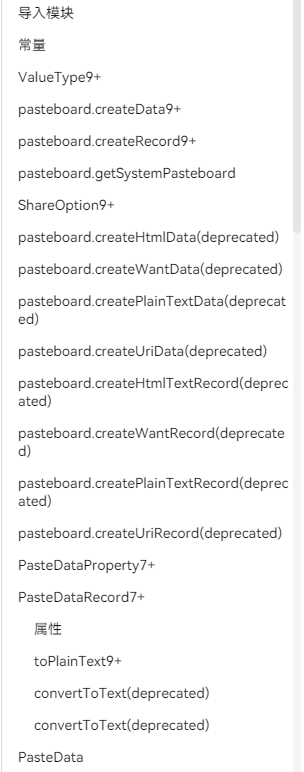 导入模块
常量
ValueType9+
pasteboard.createData9+
pasteboard.createRecord9+
pasteboard.getSystemPasteboard
ShareOption9+
pasteboard.createHtmlData(deprecated)
pasteboard.createWantData(deprecated)
pasteboard.createPlainTextData(deprecat
ed)
pasteboard.createUriData(deprecated)
pasteboard.createHtmlTextRecord(deprec
ated)
pasteboard.createWantRecord(deprecate
d)
pasteboard.createPlainTextRecord(deprec
ated)
pasteboard.createUriRecord(deprecated)
PasteDataProperty7+
PasteDataRecord7+
属性
toPlainText9+
convertToText(deprecated)
convertToText(deprecated)
PasteData